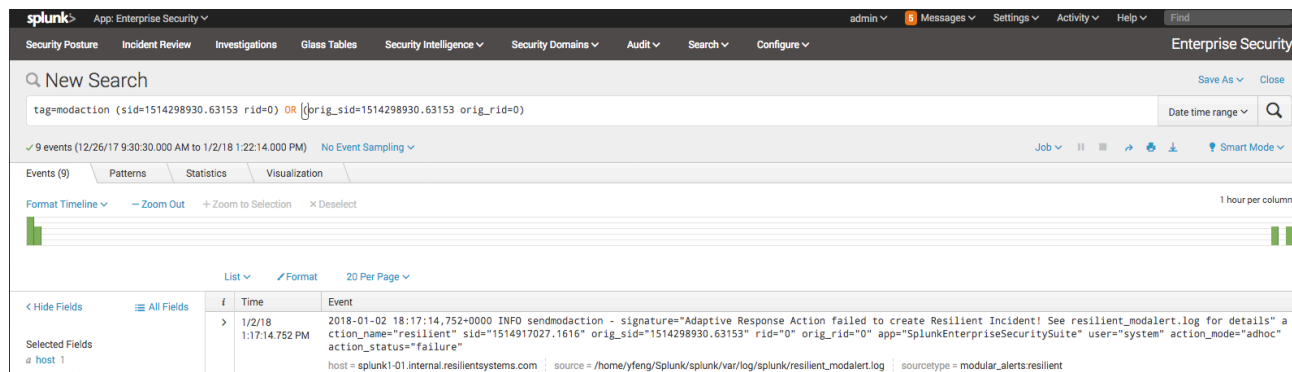 splunk> App: Enterprise Security admin 5 Messages Settings Activity Help Find
Security Posture Incident Review Investigations Glass Tables Security Intelligence Security Domains Audit Search Configure Enterprise Security
New Search Save As Close
tag=modaction (sid=1514298930.63153 rid=0) OR (orig_sid=1514298930.63153 orig_rid=0) Date time range
✓ 9 events (12/26/17 9:30:30.000 AM to 1/2/18 1:22:14.000 PM) No Event Sampling Job Smart Mode
Events (9) Patterns Statistics Visualization
Format Timeline − Zoom Out + Zoom to Selection × Deselect 1 hour per column
List Format 20 Per Page
< Hide Fields All Fields i Time Event
> 1/2/18 2018-01-02 18:17:14,752+0000 INFO sendmodaction - signature="Adaptive Response Action failed to create Resilient Incident! See resilient_modalert.log for details" a
1:17:14.752 PM ction_name="resilient" sid="1514917027.1616" orig_sid="1514298930.63153" rid="0" orig_rid="0" app="SplunkEnterpriseSecuritySuite" user="system" action_mode="adhoc"
Selected Fields action_status="failure"
a host 1 host = splunk1-01.internal.resilientsystems.com source = /home/yfeng/Splunk/splunk/var/log/splunk/resilient_modalert.log sourcetype = modular_alerts:resilient